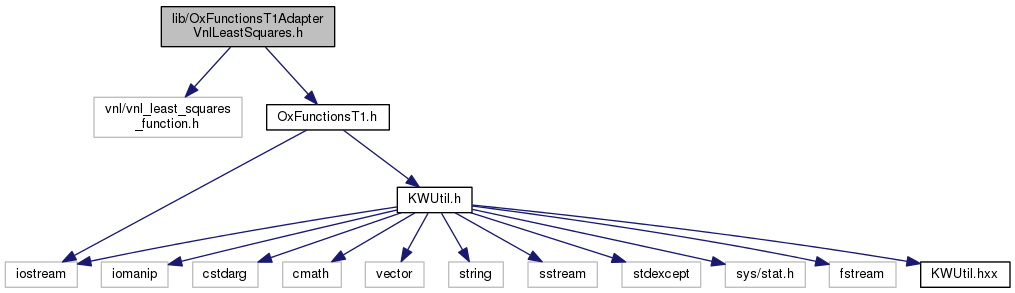 lib/OxFunctionsT1Adapter
VnlLeastSquares.h
vnl/vnl_least_squares
_function.h
OxFunctionsT1.h
KWUtil.h
iostream
iomanip
cstdarg
cmath
vector
string
sstream
stdexcept
sys/stat.h
fstream
KWUtil.hxx